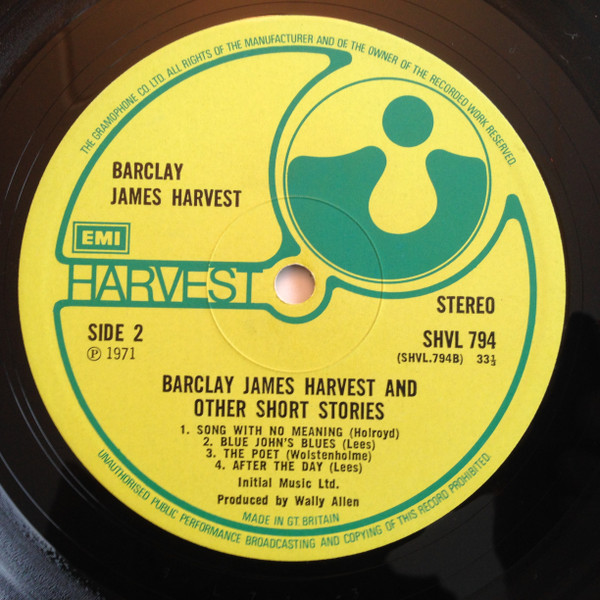 THE GRAMOPHONE CO LTD. ALL RIGHTS OF THE MANUFACTURER AND OF THE OWNER OF THE RECORDED WORK RESERVED.
BARCLAY
JAMES HARVEST
EMI
HARVEST
STEREO
SIDE 2
℗ 1971
SHVL 794
(SHVL.794B) 33⅓
BARCLAY JAMES HARVEST AND
OTHER SHORT STORIES
1. SONG WITH NO MEANING (Holroyd)
2. BLUE JOHN'S BLUES (Lees)
3. THE POET (Wolstenholme)
4. AFTER THE DAY (Lees)
Initial Music Ltd.
Produced by Wally Allen
MADE IN GT. BRITAIN
UNAUTHORISED PUBLIC PERFORMANCE BROADCASTING AND COPYING OF THIS RECORD PROHIBITED.